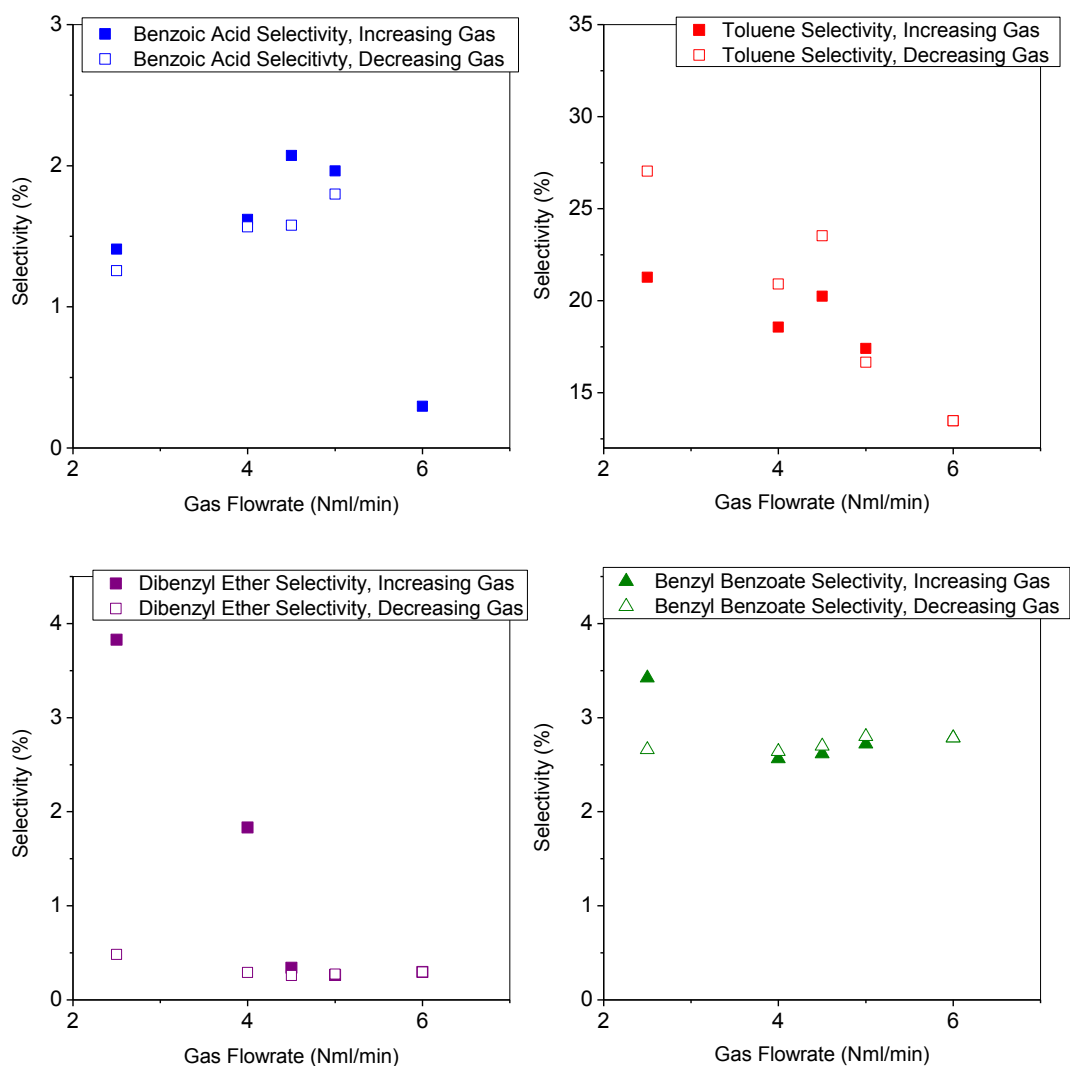 Benzoic Acid Selectivity, Increasing Gas
Benzoic Acid Selecitivty, Decreasing Gas
3
2
1
0
Selectivity (%)
2
4
6
Gas Flowrate (Nml/min)
Toluene Selectivity, Increasing Gas
Toluene Selectivity, Decreasing Gas
35
30
25
20
15
Selectivity (%)
2
4
6
Gas Flowrate (Nml/min)
Dibenzyl Ether Selectivity, Increasing Gas
Dibenzyl Ether Selectivity, Decreasing Gas
4
3
2
1
0
Selectivity (%)
2
4
6
Gas Flowrate (Nml/min)
Benzyl Benzoate Selectivity, Increasing Gas
Benzyl Benzoate Selectivity, Decreasing Gas
4
3
2
1
0
Selectivity (%)
2
4
6
Gas Flowrate (Nml/min)